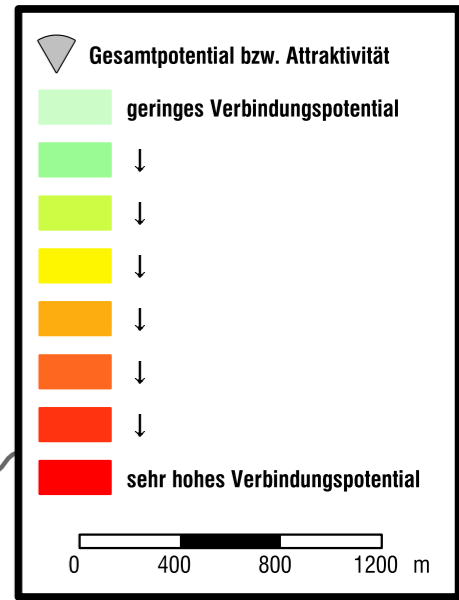 Gesamtpotential bzw. Attraktivität
geringes Verbindungspotential
↓
↓
↓
↓
↓
↓
sehr hohes Verbindungspotential
0 400 800 1200 m